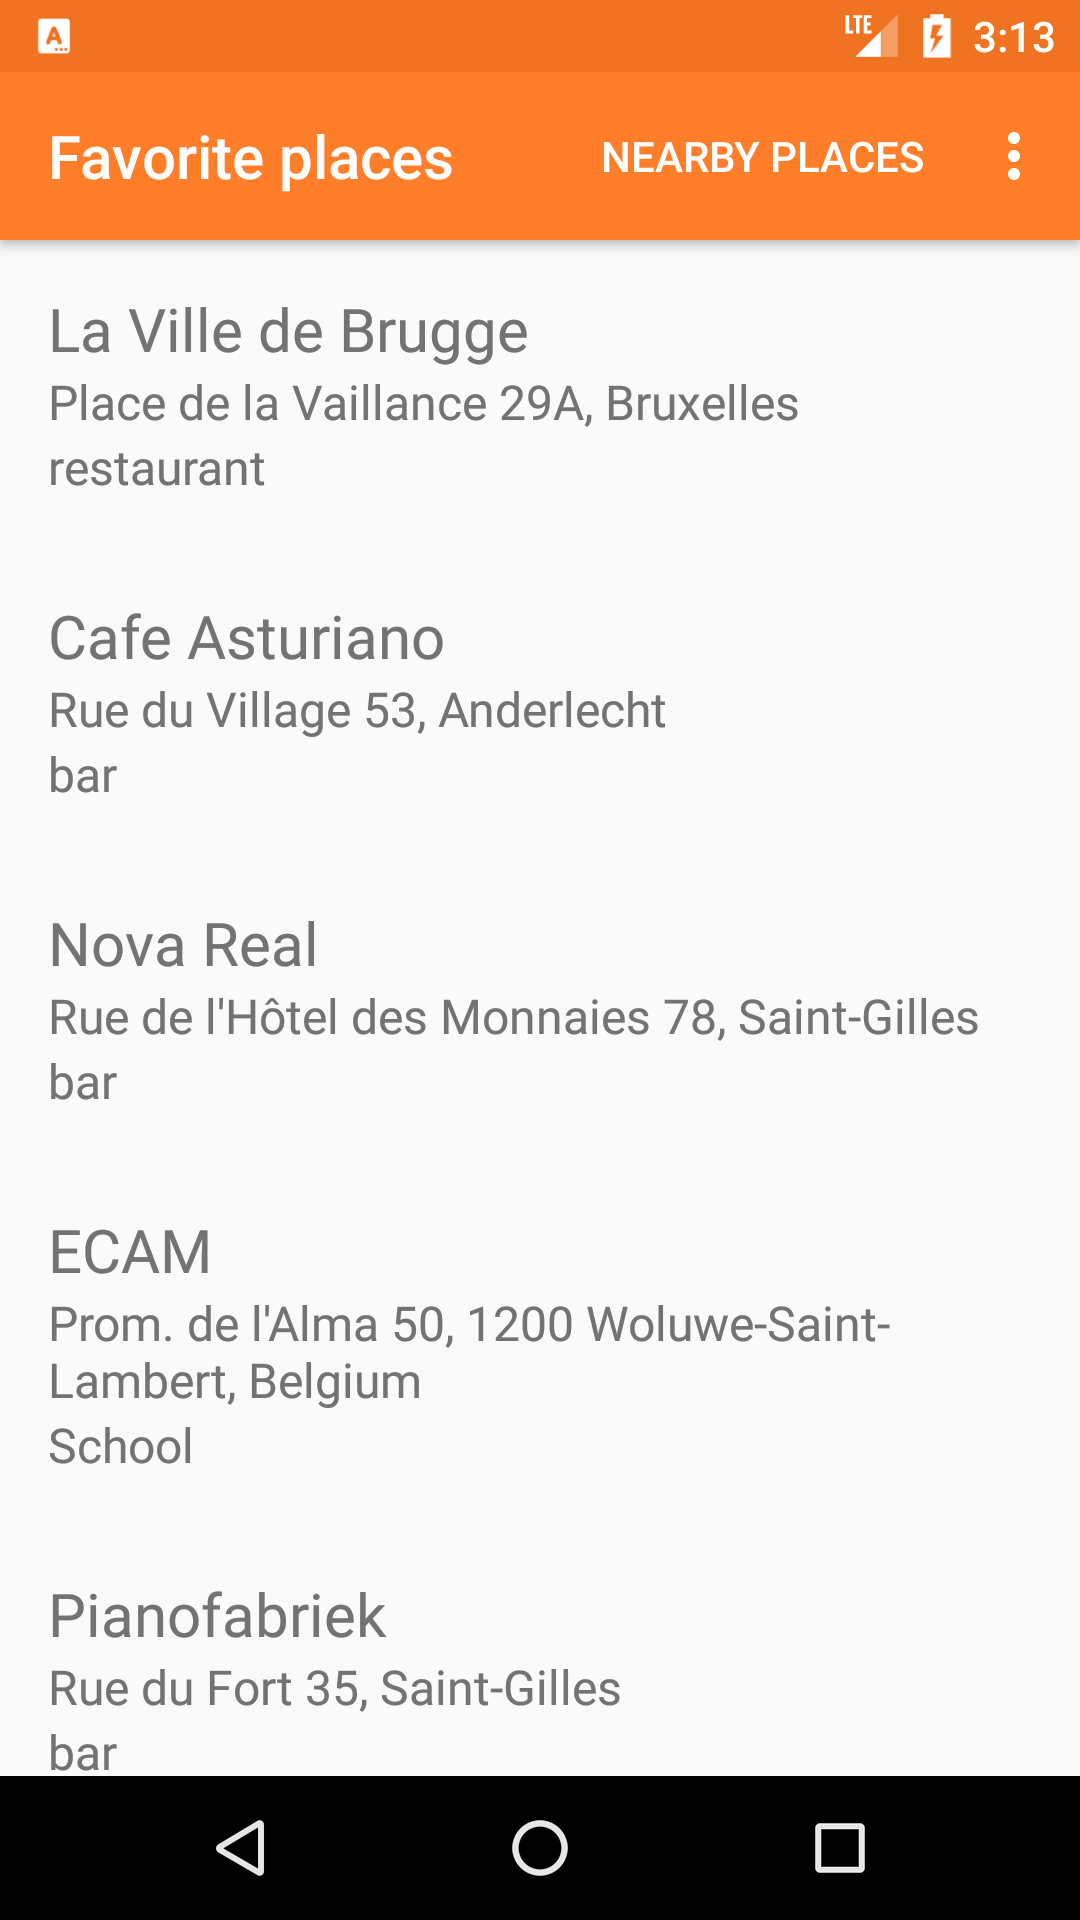 A
LTE
3:13
Favorite places
NEARBY PLACES
La Ville de Brugge
Place de la Vaillance 29A, Bruxelles
restaurant
Cafe Asturiano
Rue du Village 53, Anderlecht
bar
Nova Real
Rue de l'Hôtel des Monnaies 78, Saint-Gilles
bar
ECAM
Prom. de l'Alma 50, 1200 Woluwe-Saint-
Lambert, Belgium
School
Pianofabriek
Rue du Fort 35, Saint-Gilles
bar